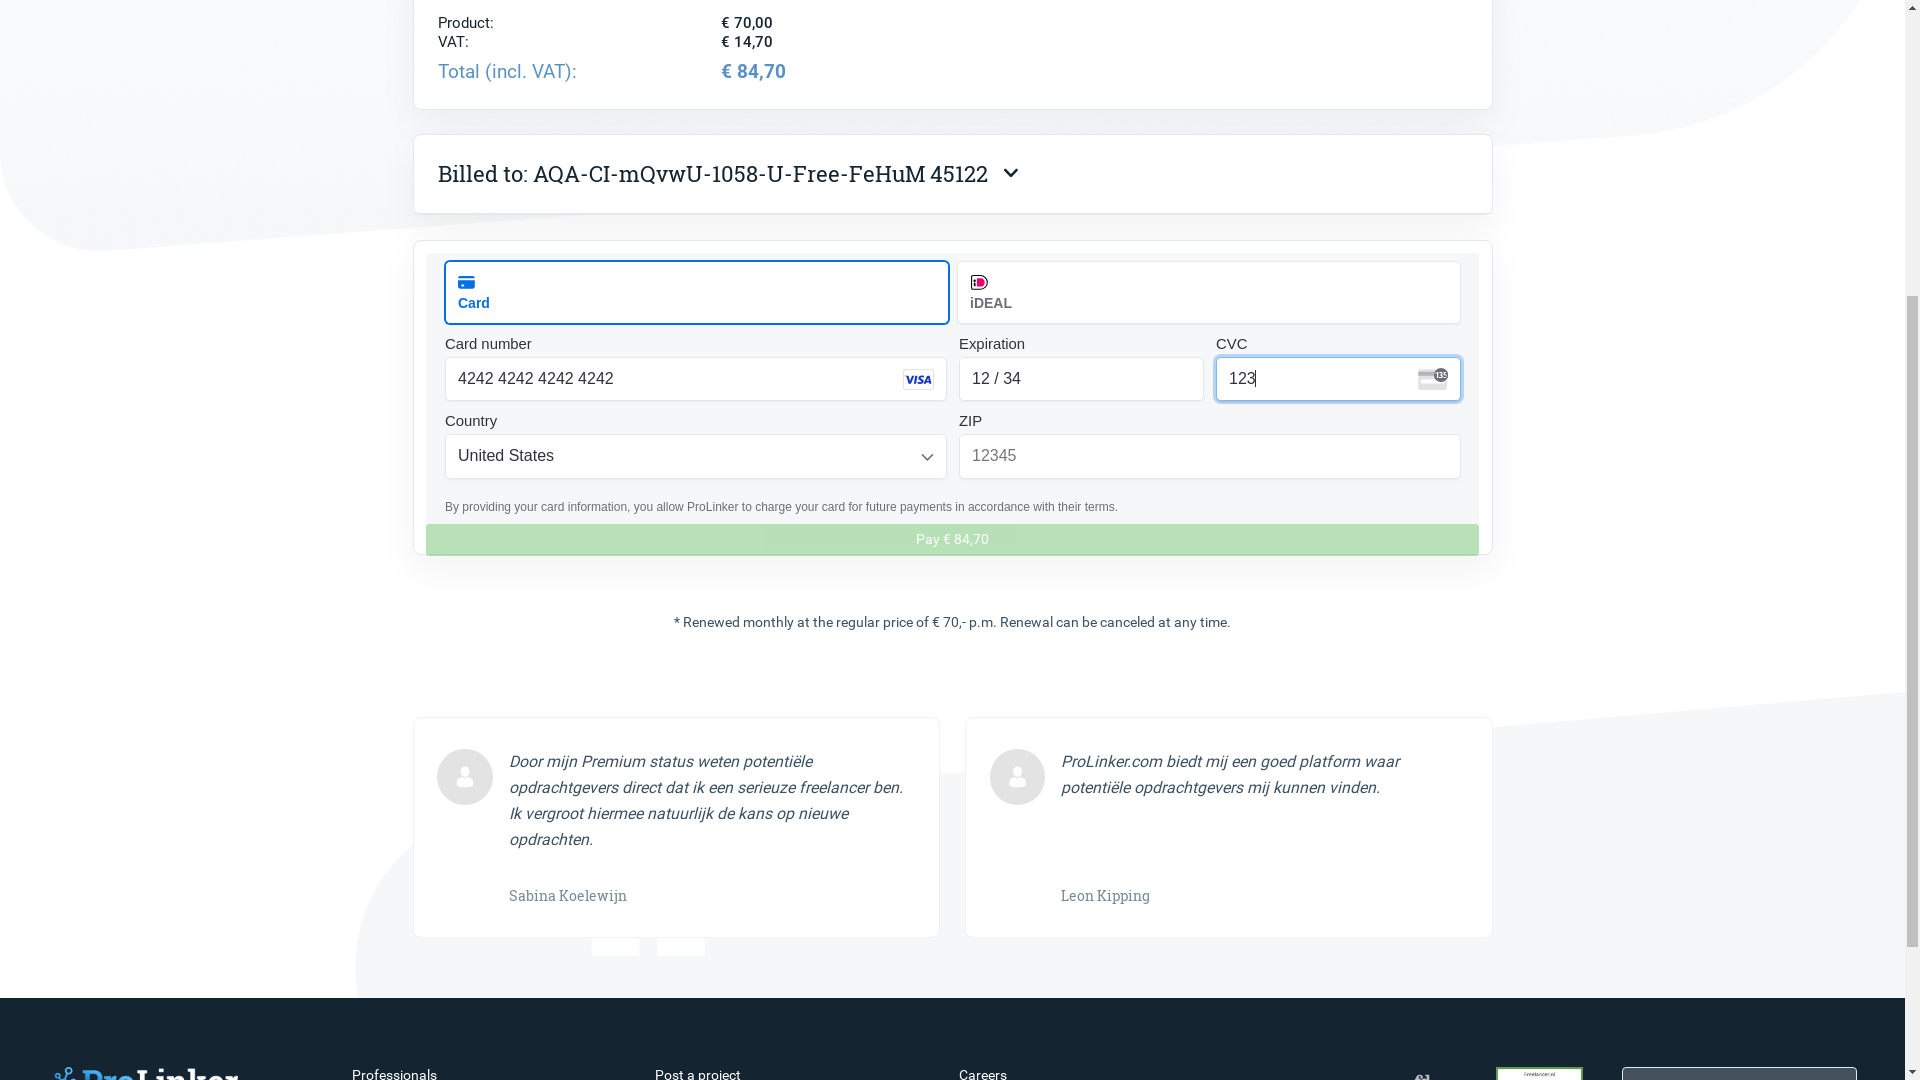 Product: € 70,00
VAT: € 14,70
Total (incl. VAT): € 84,70
Billed to: AQA-CI-mQvwU-1058-U-Free-FeHuM 45122
Card
iDEAL
Card number Expiration CVC
4242 4242 4242 4242 VISA 12 / 34 123 135
Country ZIP
United States 12345
By providing your card information, you allow ProLinker to charge your card for future payments in accordance with their terms.
Pay € 84,70
* Renewed monthly at the regular price of € 70,- p.m. Renewal can be canceled at any time.
Door mijn Premium status weten potentiële
opdrachtgevers direct dat ik een serieuze freelancer ben.
Ik vergroot hiermee natuurlijk de kans op nieuwe
opdrachten.
Sabina Koelewijn
ProLinker.com biedt mij een goed platform waar
potentiële opdrachtgevers mij kunnen vinden.
Leon Kipping
ProLinker Professionals Post a project Careers Freelancer.nl